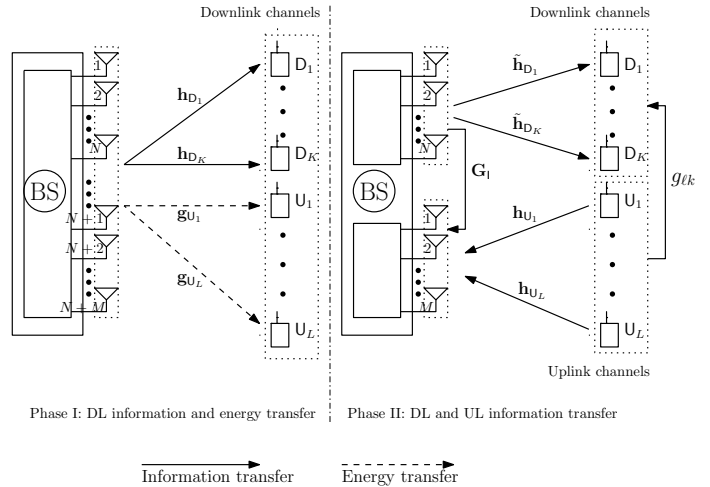 Downlink channels
1
2
N
BS
N + 1
N + 2
N + M
h_{D_1}
h_{D_K}
g_{U_1}
g_{U_L}
D_1
D_K
U_1
U_L
Phase I: DL information and energy transfer
Downlink channels
1
2
N
BS
1
2
M
h̃_{D_1}
h̃_{D_K}
G_I
h_{U_1}
h_{U_L}
D_1
D_K
U_1
U_L
g_{ℓk}
Uplink channels
Phase II: DL and UL information transfer
Information transfer
Energy transfer